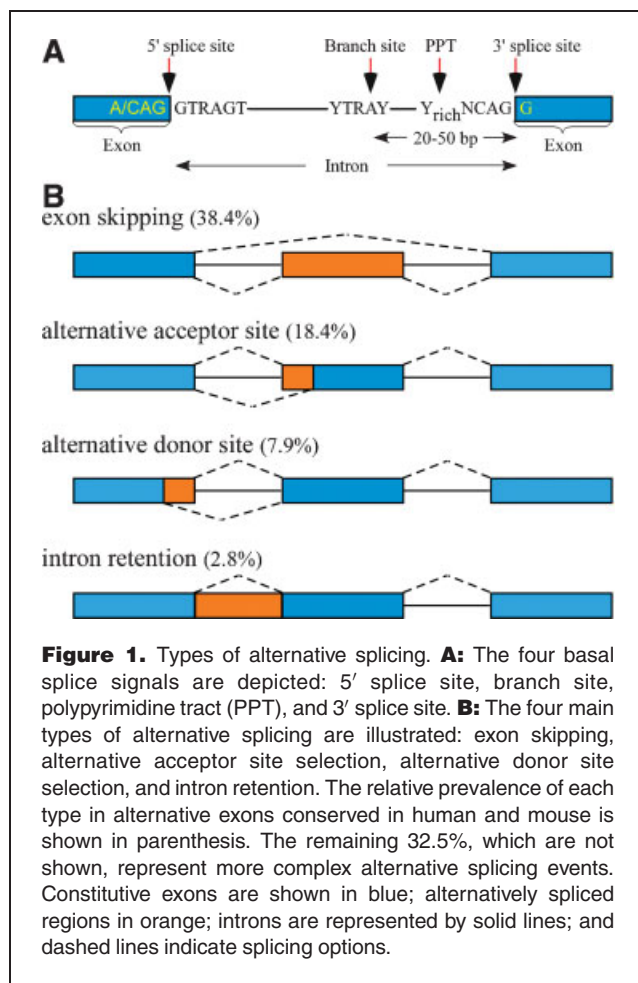 A
5′ splice site Branch site PPT 3′ splice site
A/CAG GTRAGT YTRAY YrichNCAG G
Exon 20-50 bp Exon
Intron
B
exon skipping (38.4%)
alternative acceptor site (18.4%)
alternative donor site (7.9%)
intron retention (2.8%)
Figure 1. Types of alternative splicing. A: The four basal
splice signals are depicted: 5′ splice site, branch site,
polypyrimidine tract (PPT), and 3′ splice site. B: The four main
types of alternative splicing are illustrated: exon skipping,
alternative acceptor site selection, alternative donor site
selection, and intron retention. The relative prevalence of each
type in alternative exons conserved in human and mouse is
shown in parenthesis. The remaining 32.5%, which are not
shown, represent more complex alternative splicing events.
Constitutive exons are shown in blue; alternatively spliced
regions in orange; introns are represented by solid lines; and
dashed lines indicate splicing options.